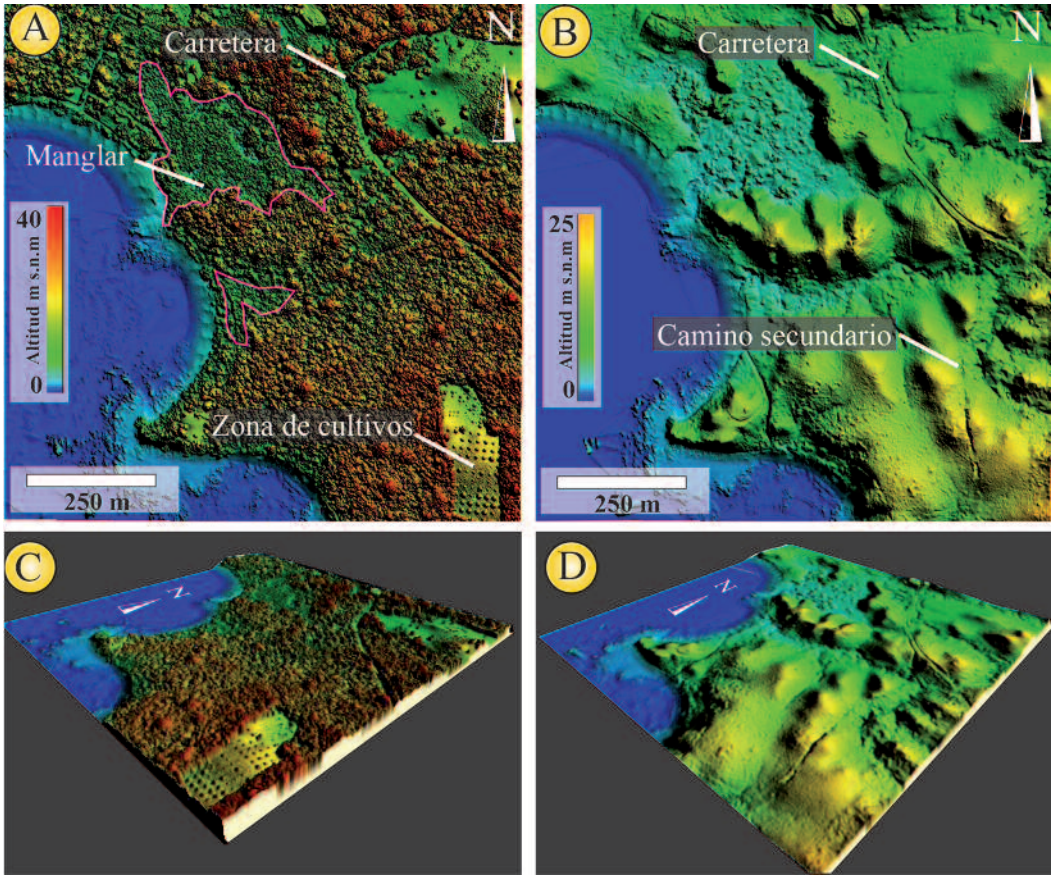 A
N
Carretera
Manglar
40
Altitud m s.n.m
0
Zona de cultivos
250 m
B
N
Carretera
25
Altitud m s.n.m
0
Camino secundario
250 m
C
N
D
N